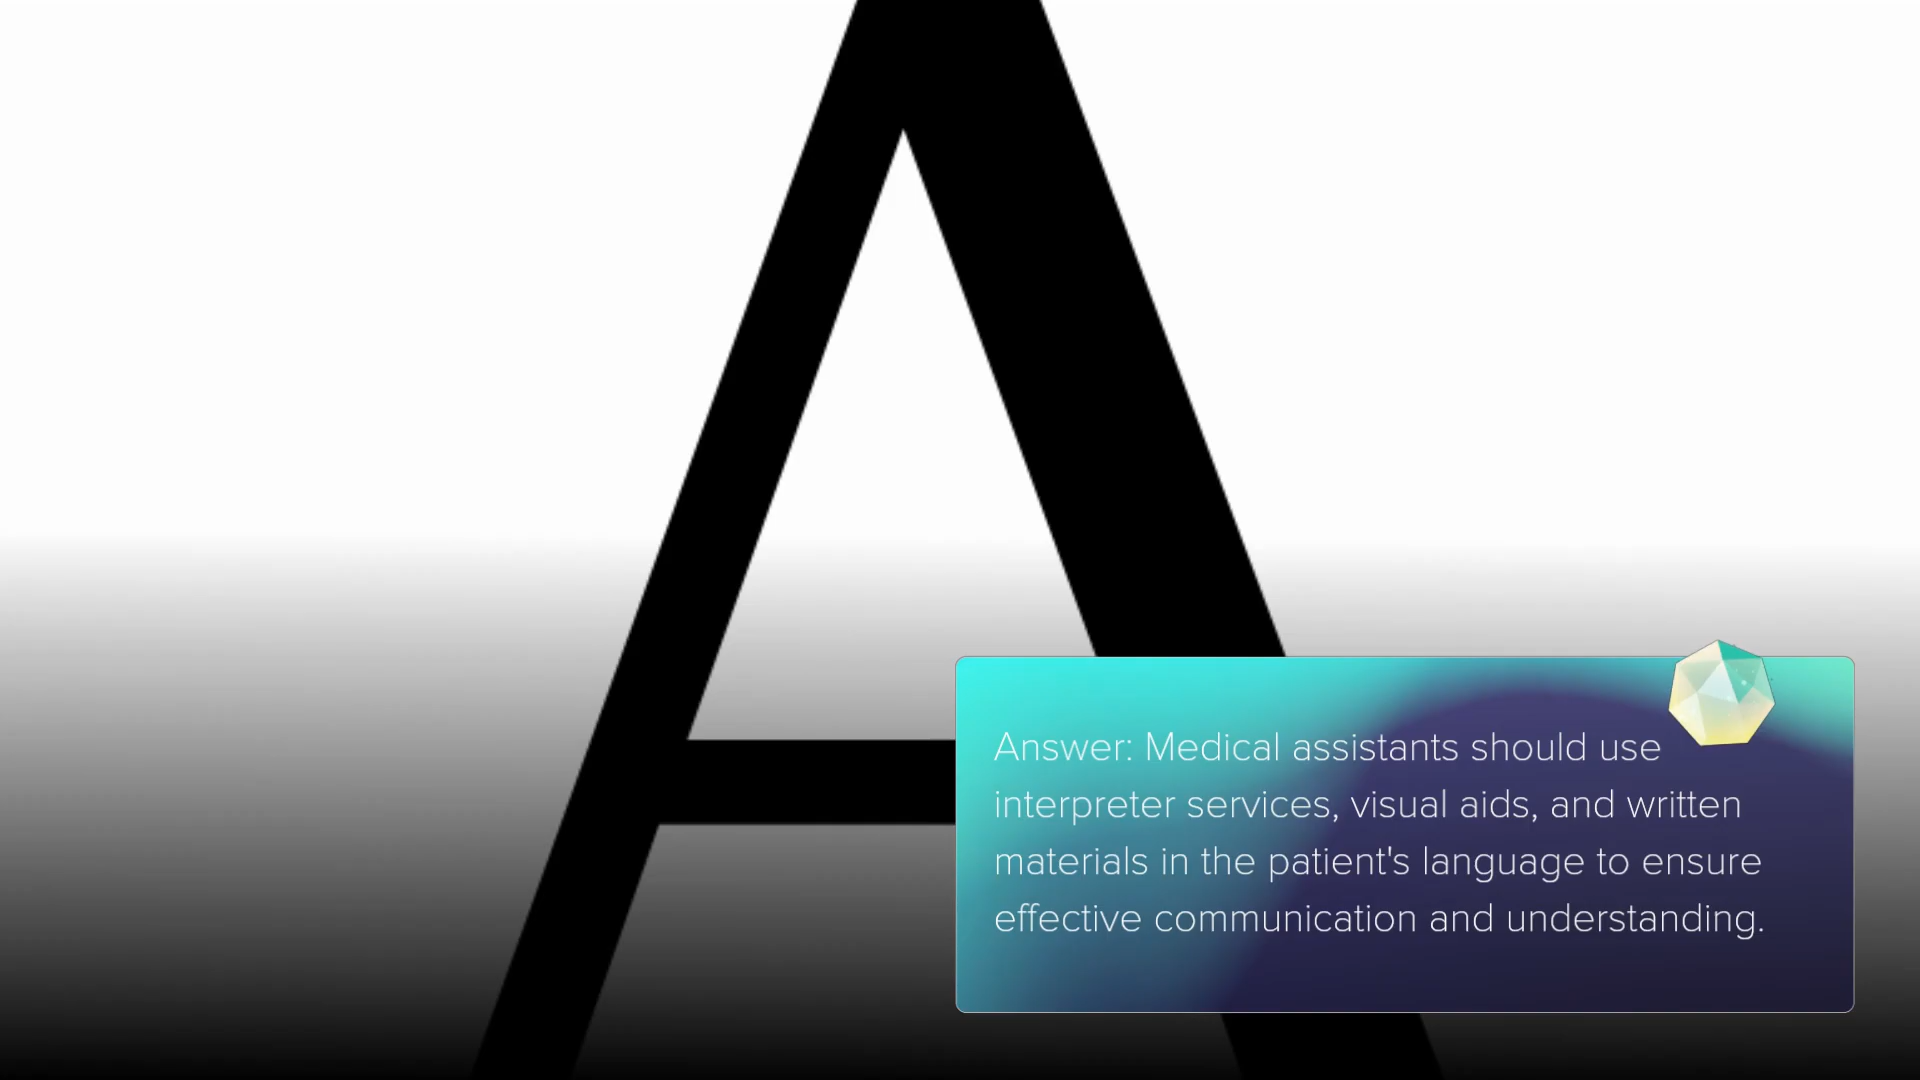 A
Answer: Medical assistants should use
interpreter services, visual aids, and written
materials in the patient's language to ensure
effective communication and understanding.